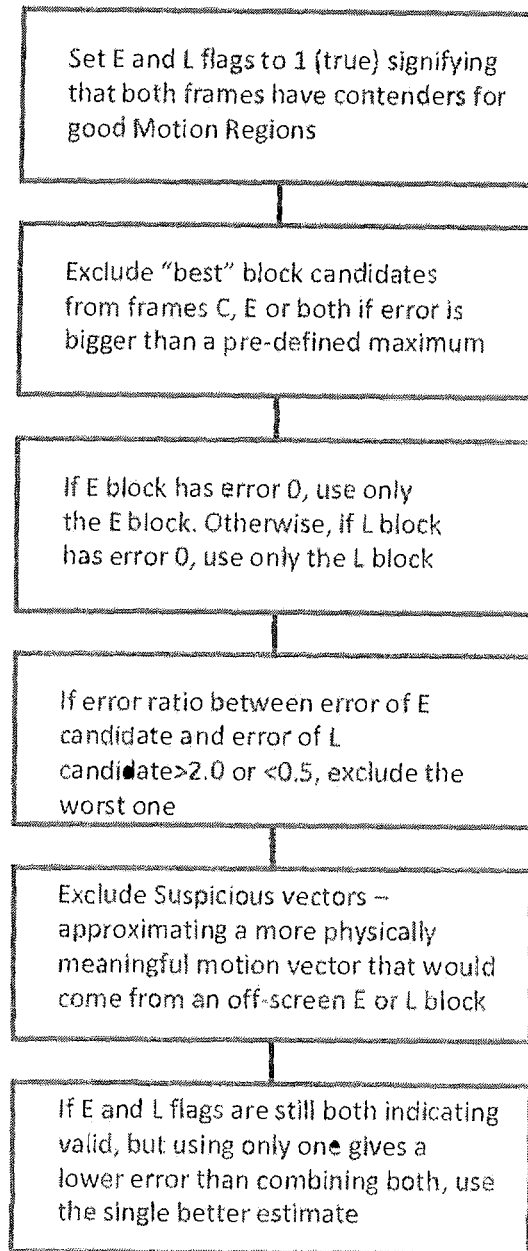 Set E and L flags to 1 (true) signifying
that both frames have contenders for
good Motion Regions
Exclude "best" block candidates
from frames C, E or both if error is
bigger than a pre-defined maximum
If E block has error 0, use only
the E block. Otherwise, if L block
has error 0, use only the L block
If error ratio between error of E
candidate and error of L
candidate>2.0 or <0.5, exclude the
worst one
Exclude Suspicious vectors –
approximating a more physically
meaningful motion vector that would
come from an off-screen E or L block
If E and L flags are still both indicating
valid, but using only one gives a
lower error than combining both, use
the single better estimate